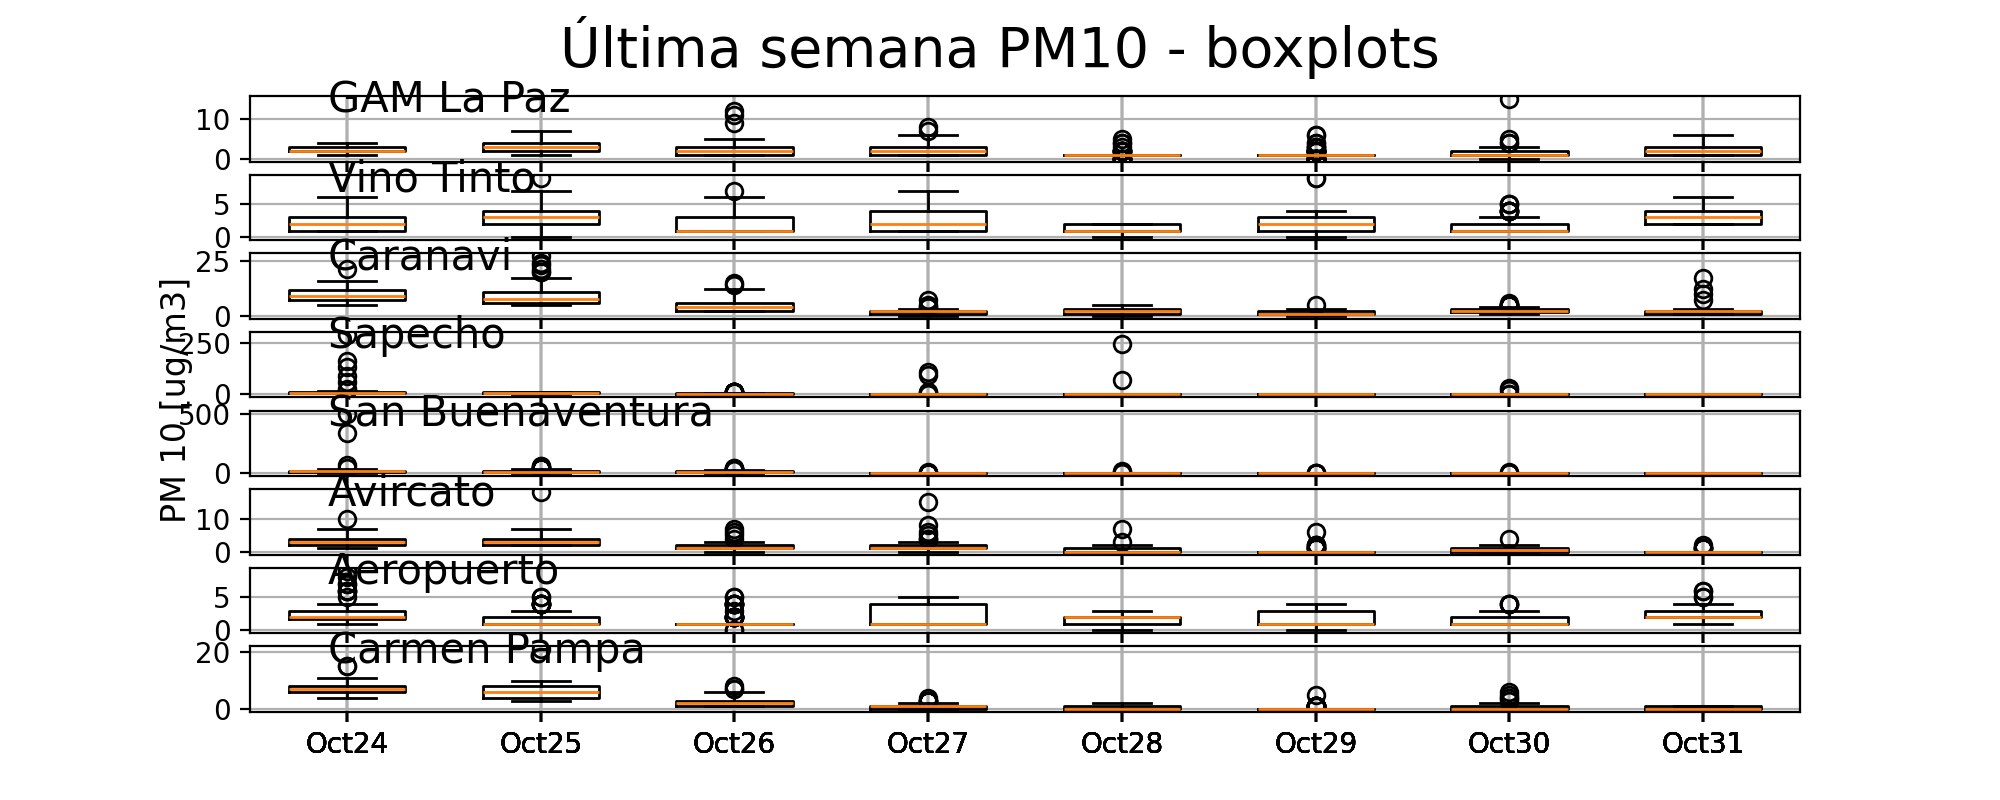 Última semana PM10 - boxplots
GAM La Paz
10
0
Vino Tinto
5
0
Caranavi
25
0
Sapecho
250
0
San Buenaventura
500
0
Avircato
10
0
Aeropuerto
5
0
Carmen Pampa
20
0
PM 10 [ug/m3]
Oct24 Oct25 Oct26 Oct27 Oct28 Oct29 Oct30 Oct31